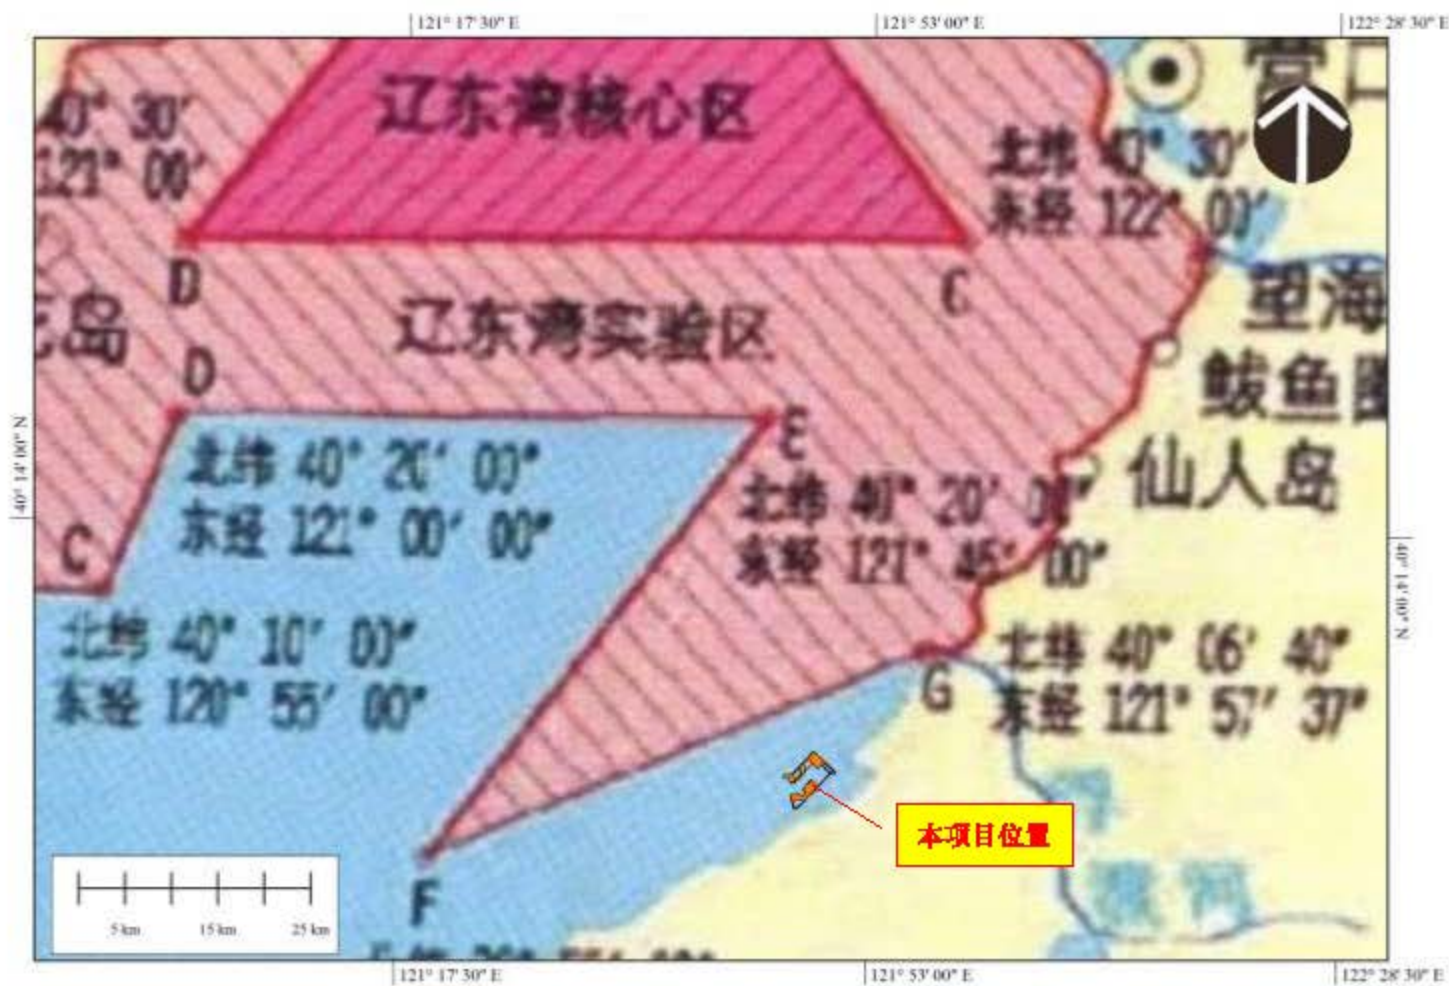 121° 17' 30" E
121° 53' 00" E
122° 28' 30" E
营口
辽东湾核心区
40° 30'
121° 00'
北纬 40° 30'
东经 122° 00'
D
C
望海
岛
辽东湾实验区
鲅鱼圈
D
E
仙人岛
40° 14' 00" N
北纬 40° 20' 00"
东经 121° 00' 00"
北纬 40° 20' 00"
东经 121° 45' 00"
C
40° 14' 00" N
北纬 40° 10' 00"
东经 120° 55' 00"
北纬 40° 06' 40"
东经 121° 57' 37"
G
本项目位置
F
5 km
15 km
25 km
121° 17' 30" E
121° 53' 00" E
122° 28' 30" E